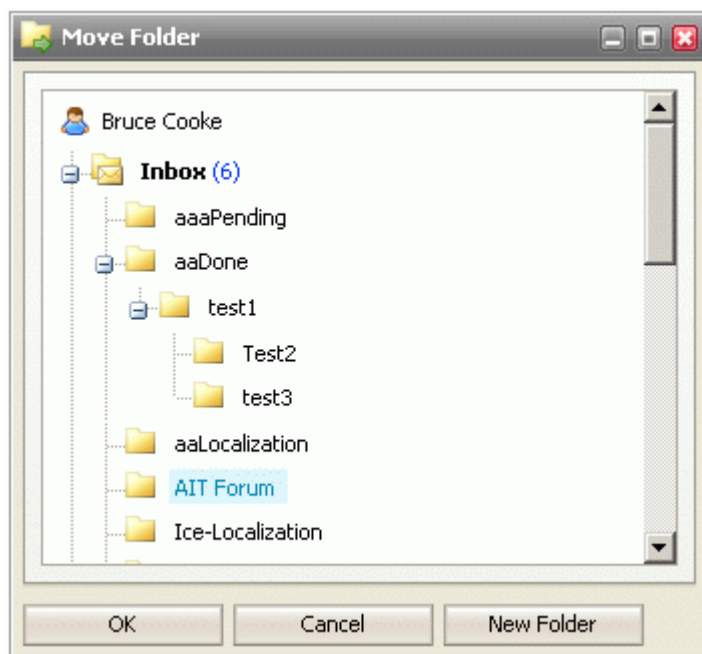 Move Folder
Bruce Cooke
Inbox (6)
aaaPending
aaDone
test1
Test2
test3
aaLocalization
AIT Forum
Ice-Localization
OK
Cancel
New Folder